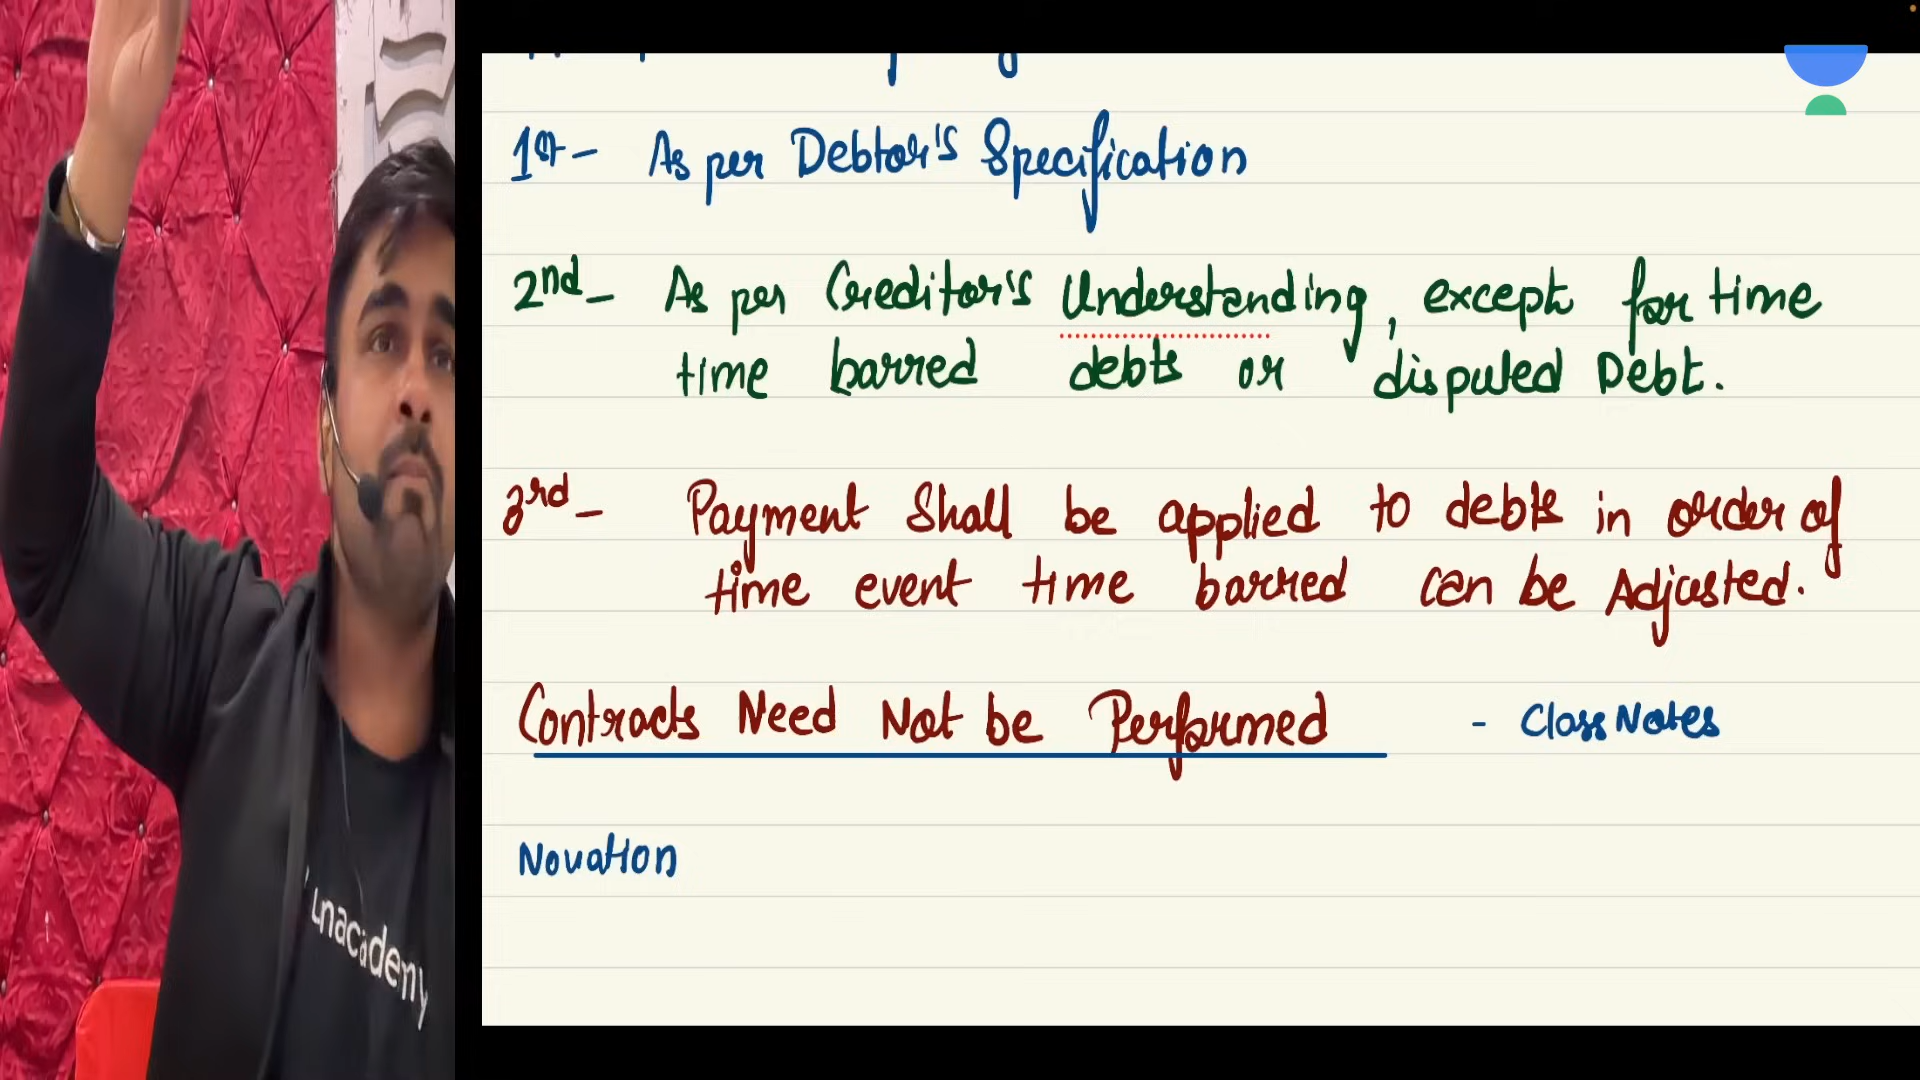 1st - As per Debtor's Specification
2nd - As per Creditor's Understanding, except for time
time barred debts or disputed Debt.
3rd - Payment Shall be applied to debts in order of
time event time barred can be Adjusted.
Contracts Need Not be Performed - Class Notes
Novation
unacademy